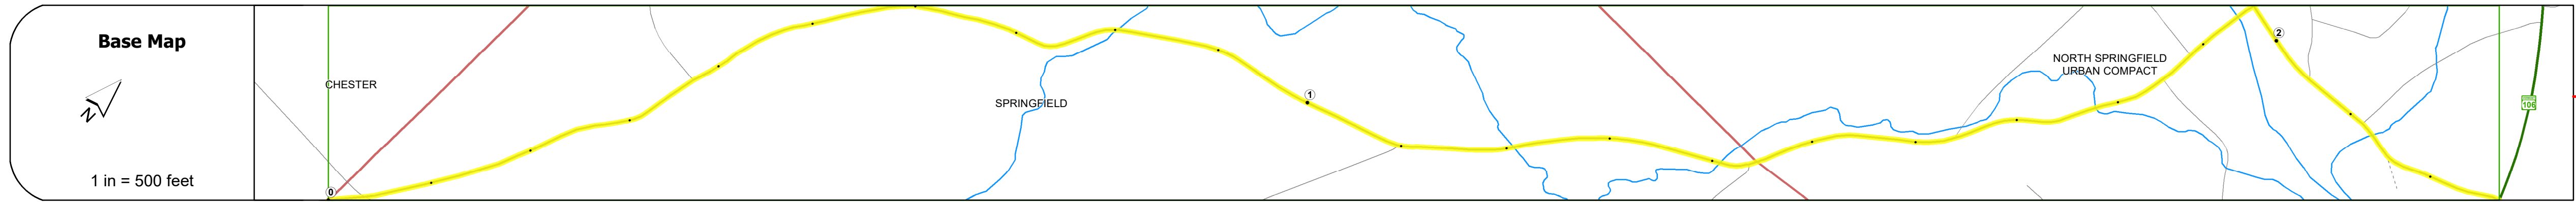 Base Map
N
1 in = 500 feet
CHESTER
0
SPRINGFIELD
1
NORTH SPRINGFIELD
URBAN COMPACT
2
106